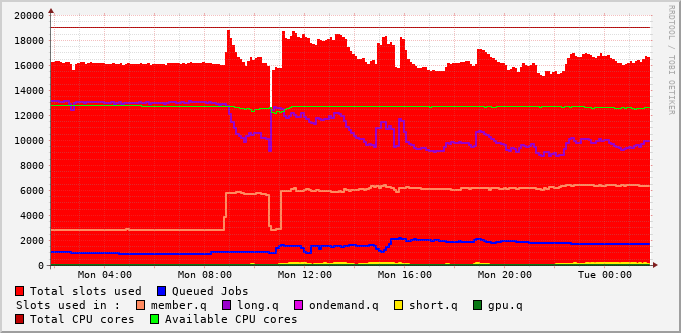 20000
18000
16000
14000
12000
10000
8000
6000
4000
2000
0
Mon 04:00 Mon 08:00 Mon 12:00 Mon 16:00 Mon 20:00 Tue 00:00
RRDTOOL / TOBI OETIKER
Total slots used Queued Jobs
Slots used in : member.q long.q ondemand.q short.q gpu.q
Total CPU cores Available CPU cores